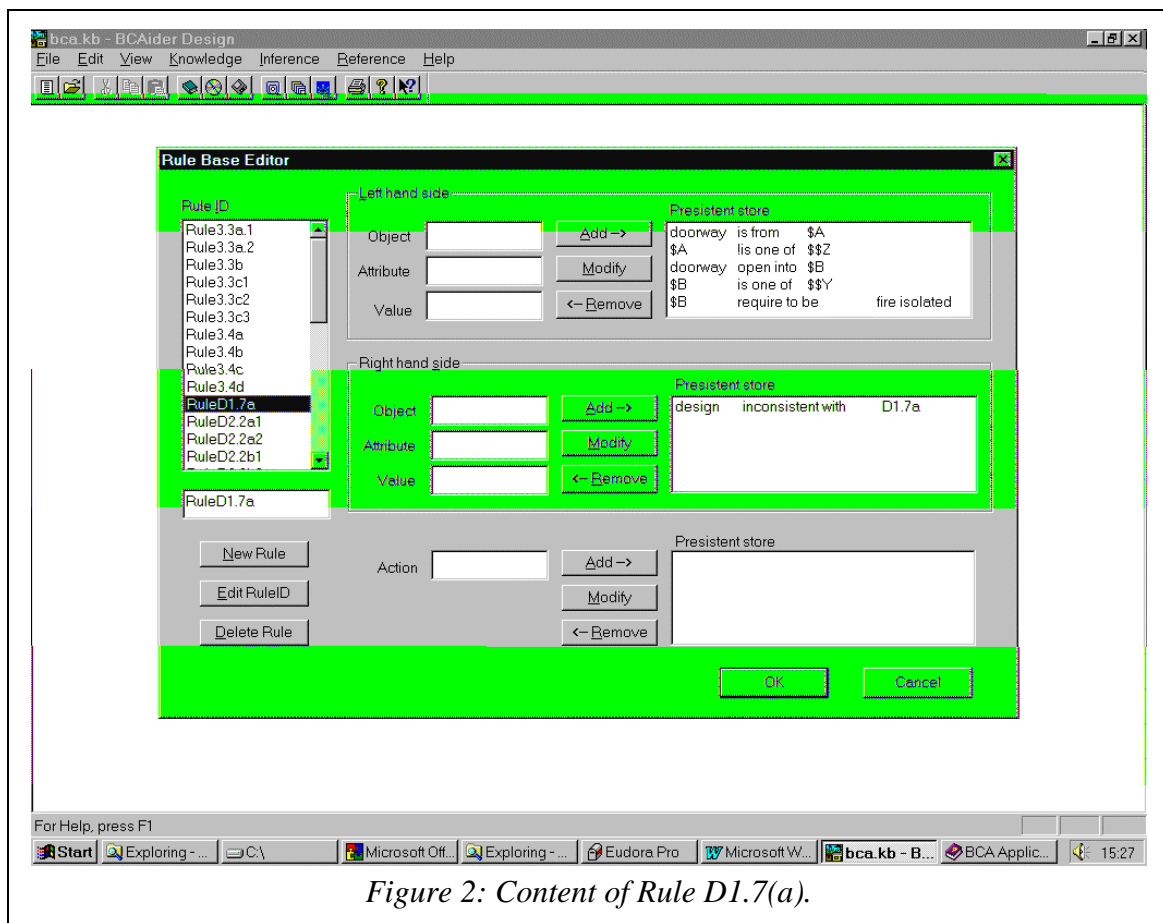 bca.kb - BCAider Design
File Edit View Knowledge Inference Reference Help
Rule Base Editor
Rule ID
Rule3.3a.1
Rule3.3a.2
Rule3.3b
Rule3.3c1
Rule3.3c2
Rule3.3c3
Rule3.4a
Rule3.4b
Rule3.4c
Rule3.4d
RuleD1.7a
RuleD2.2a1
RuleD2.2a2
RuleD2.2b1
RuleD1.7a
New Rule
Edit RuleID
Delete Rule
Left hand side
Object
Attribute
Value
Add -->
Modify
<-- Remove
Presistent store
doorway is from $A
$A !is one of $$Z
doorway open into $B
$B is one of $$Y
$B require to be fire isolated
Right hand side
Object
Attribute
Value
Add -->
Modify
<-- Remove
Presistent store
design inconsistent with D1.7a
Action
Add -->
Modify
<-- Remove
Presistent store
OK Cancel
For Help, press F1
Start Exploring - ... C:\ Microsoft Off... Exploring - ... Eudora Pro Microsoft W... bca.kb - B... BCA Applic... 15:27
Figure 2: Content of Rule D1.7(a).